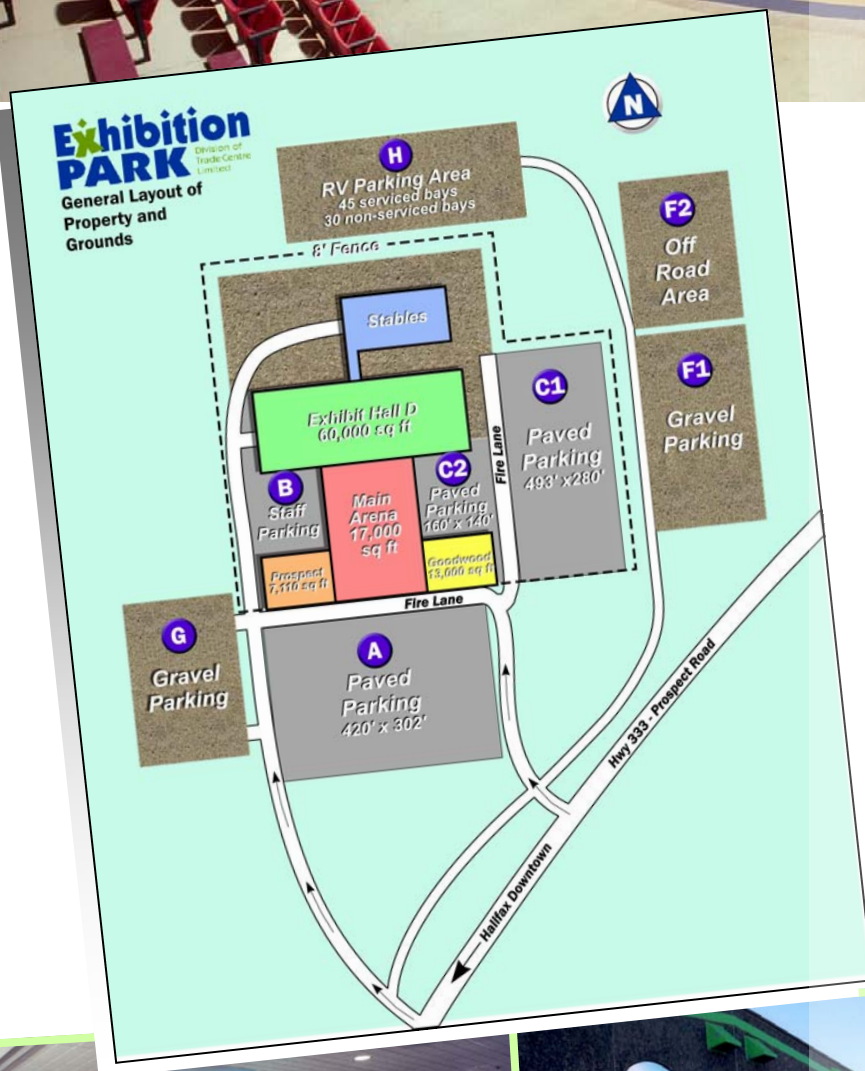 Exhibition
PARK
Division of
Trade Centre
Limited
General Layout of
Property and
Grounds
N
H
RV Parking Area
45 serviced bays
30 non-serviced bays
8' Fence
F2
Off
Road
Area
Stables
C1
Paved
Parking
493' x280'
F1
Gravel
Parking
Exhibit Hall D
60,000 sq ft
Fire Lane
B
Staff
Parking
Main
Arena
17,000
sq ft
C2
Paved
Parking
160' x 140'
Prospect
7,110 sq ft
Goodwood
13,000 sq ft
Fire Lane
G
Gravel
Parking
A
Paved
Parking
420' x 302'
Hwy 333 - Prospect Road
Halifax Downtown